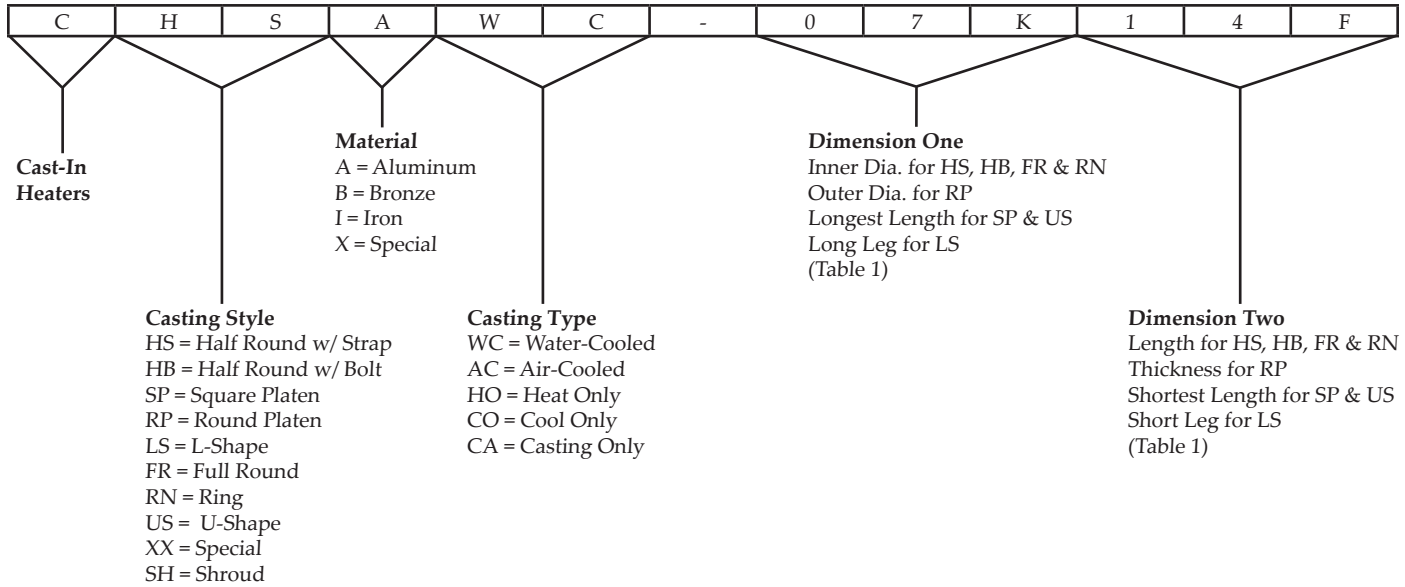 C H S A W C - 0 7 K 1 4 F
Cast-In
Heaters
Material
A = Aluminum
B = Bronze
I = Iron
X = Special
Dimension One
Inner Dia. for HS, HB, FR & RN
Outer Dia. for RP
Longest Length for SP & US
Long Leg for LS
(Table 1)
Casting Style
HS = Half Round w/ Strap
HB = Half Round w/ Bolt
SP = Square Platen
RP = Round Platen
LS = L-Shape
FR = Full Round
RN = Ring
US = U-Shape
XX = Special
SH = Shroud
Casting Type
WC = Water-Cooled
AC = Air-Cooled
HO = Heat Only
CO = Cool Only
CA = Casting Only
Dimension Two
Length for HS, HB, FR & RN
Thickness for RP
Shortest Length for SP & US
Short Leg for LS
(Table 1)